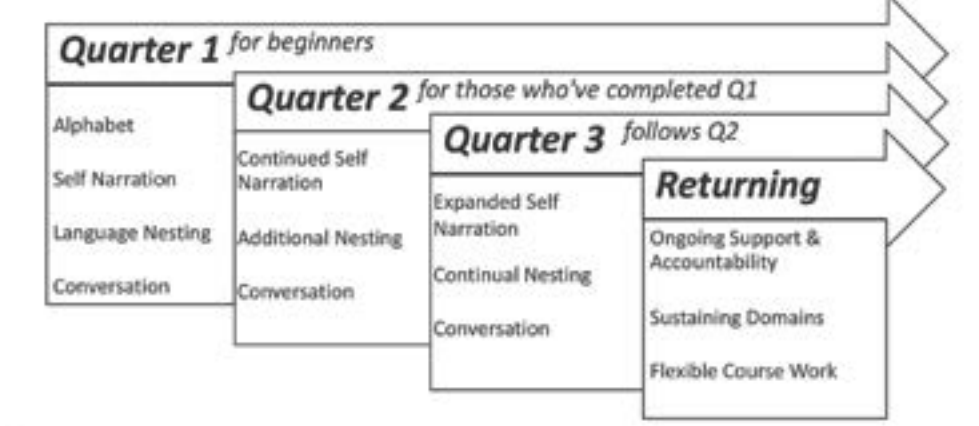 Quarter 1 for beginners
Alphabet
Self Narration
Language Nesting
Conversation
Quarter 2 for those who've completed Q1
Continued Self
Narration
Additional Nesting
Conversation
Quarter 3 follows Q2
Expanded Self
Narration
Continual Nesting
Conversation
Returning
Ongoing Support &
Accountability
Sustaining Domains
Flexible Course Work